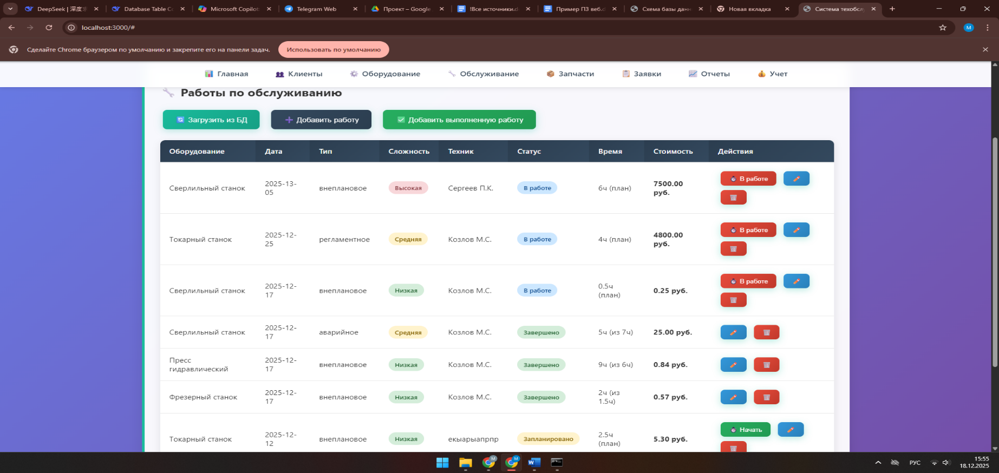 DeepSeek | 深度求
Database Table Co
Microsoft Copilot:
Telegram Web
Проект – Google
!Все источники.d
Пример ПЗ веб.d
Схема базы данн
Новая вкладка
Система техобслу
localhost:3000/#
M
Сделайте Chrome браузером по умолчанию и закрепите его на панели задач.
Использовать по умолчанию
Главная
Клиенты
Оборудование
Обслуживание
Запчасти
Заявки
Отчеты
Учет
Работы по обслуживанию
Загрузить из БД
Добавить работу
Добавить выполненную работу
Оборудование Дата Тип Сложность Техник Статус Время Стоимость Действия
Сверлильный станок
2025-13-
05
внеплановое
Высокая
Сергеев П.К.
В работе
6ч (план)
7500.00
руб.
В работе
Токарный станок
2025-12-
25
регламентное
Средняя
Козлов М.С.
В работе
4ч (план)
4800.00
руб.
В работе
Сверлильный станок
2025-12-
17
внеплановое
Низкая
Козлов М.С.
В работе
0.5ч
(план)
0.25 руб.
В работе
Сверлильный станок
2025-12-
17
аварийное
Средняя
Козлов М.С.
Завершено
5ч (из 7ч)
25.00 руб.
Пресс
гидравлический
2025-12-
17
внеплановое
Низкая
Козлов М.С.
Завершено
9ч (из 6ч)
0.84 руб.
Фрезерный станок
2025-12-
17
внеплановое
Низкая
Козлов М.С.
Завершено
2ч (из
1.5ч)
0.57 руб.
Токарный станок
2025-12-
12
внеплановое
Низкая
екыарыапрпр
Запланировано
2.5ч
(план)
5.30 руб.
Начать
РУС
15:55
18.12.2025